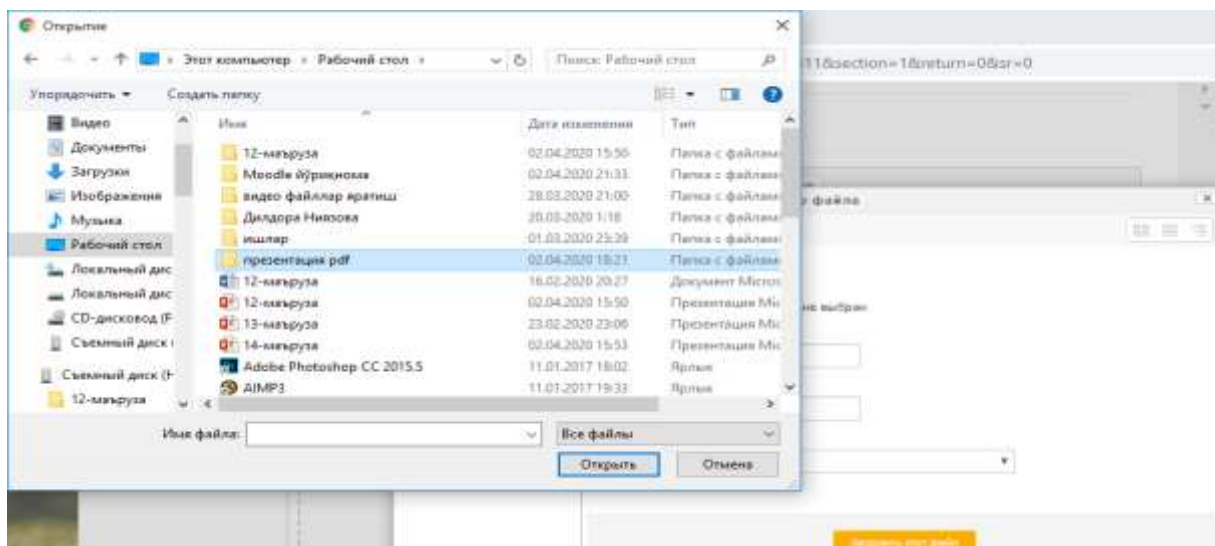 Открытие
Этот компьютер › Рабочий стол ›
Поиск: Рабочий стол
11&section=1&return=0&sr=0
Упорядочить
Создать папку
Видео
Документы
Загрузки
Изображения
Музыка
Рабочий стол
Локальный дис
Локальный дис
CD-дисковод (F
Съемный диск
Съемный диск (H
12-маъруза
Имя Дата изменения Тип
12-маъруза 02.04.2020 15:50 Папка с файлами
Moodle йўриқнома 02.04.2020 21:33 Папка с файлами
видео файллар яратиш 28.03.2020 21:00 Папка с файлами
Дилдора Ниязова 20.03.2020 1:18 Папка с файлами
ишлар 01.03.2020 23:39 Папка с файлами
презентация pdf 02.04.2020 18:21 Папка с файлами
12-маъруза 16.02.2020 20:27 Документ Micros
12-маъруза 02.04.2020 15:50 Презентация Mic
13-маъруза 23.02.2020 23:06 Презентация Mic
14-маъруза 02.04.2020 15:53 Презентация Mic
Adobe Photoshop CC 2015.5 11.01.2017 18:02 Ярлык
AIMP3 11.01.2017 19:33 Ярлык
файла
не выбран
Имя файла:
Все файлы
Открыть
Отмена
Загрузить этот файл